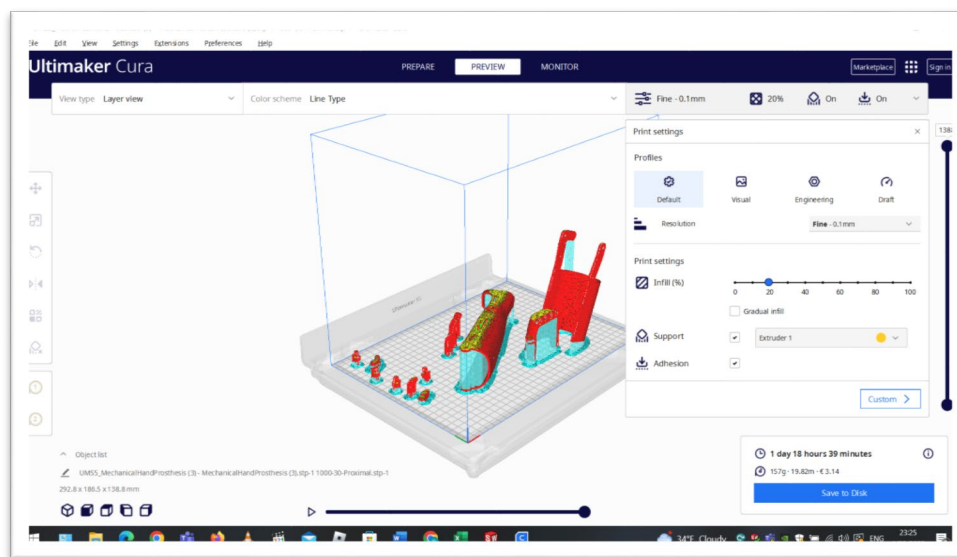 File Edit View Settings Extensions Preferences Help
Ultimaker Cura
PREPARE PREVIEW MONITOR
Marketplace Sign in
View type Layer view
Color scheme Line Type
Fine - 0.1mm 20% On On
Print settings ×
Profiles
Default Visual Engineering Draft
Resolution Fine - 0.1mm
Print settings
Infill (%)
0 20 40 60 80 100
Gradual infill
Support Extruder 1
Adhesion
Custom
Object list
UMS5_MechanicalHandProsthesis (3) - MechanicalHandProsthesis (3).stp-1 1000-30-Proximal.stp-1
292.8 x 180.5 x 138.8 mm
1 day 18 hours 39 minutes
157g · 19.82m · € 3.14
Save to Disk
34°F Cloudy ENG 23:25